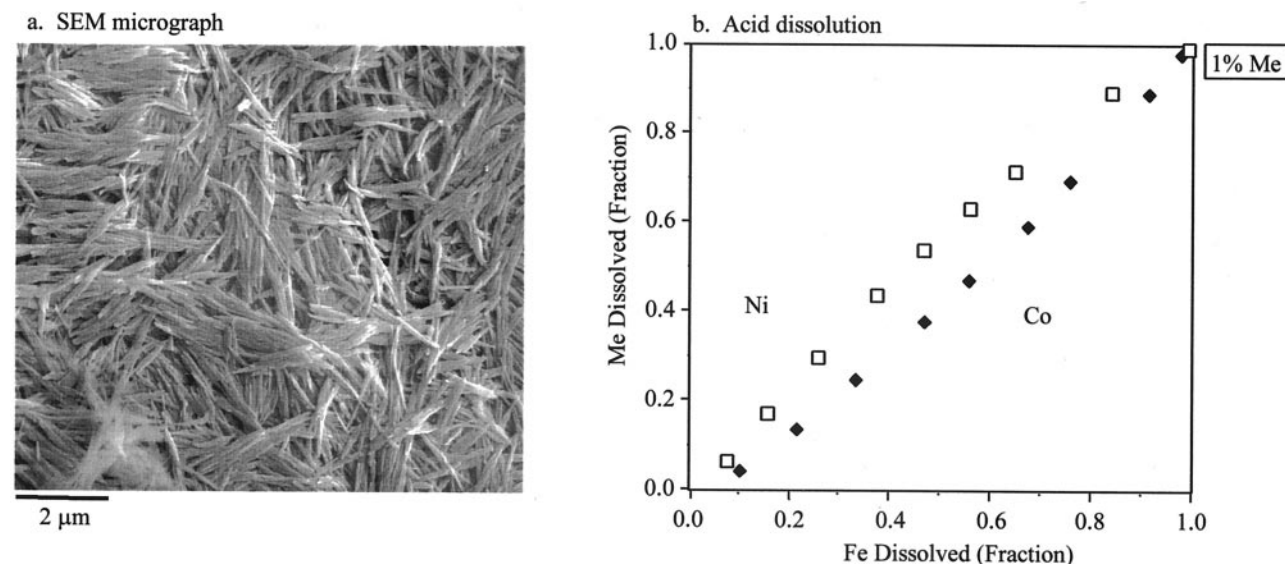 a. SEM micrograph
2 μm
b. Acid dissolution
1% Me
Me Dissolved (Fraction)
1.0
0.8
0.6
0.4
0.2
0.0
Ni
Co
0.0 0.2 0.4 0.6 0.8 1.0
Fe Dissolved (Fraction)